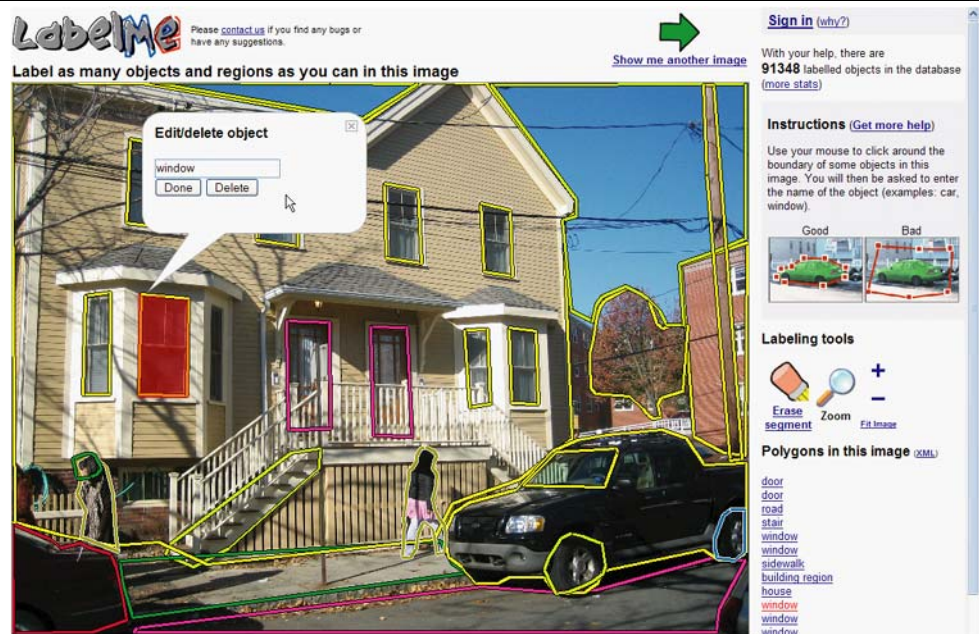 LabelMe
Please contact us if you find any bugs or
have any suggestions.
Show me another image
Label as many objects and regions as you can in this image
Edit/delete object
window
Done Delete
Sign in (why?)
With your help, there are
91348 labelled objects in the database
(more stats)
Instructions (Get more help)
Use your mouse to click around the
boundary of some objects in this
image. You will then be asked to enter
the name of the object (examples: car,
window).
Good Bad
Labeling tools
Erase
segment
Zoom
+
−
Fit Image
Polygons in this image (XML)
door
door
road
stair
window
window
sidewalk
building region
house
window
window
window